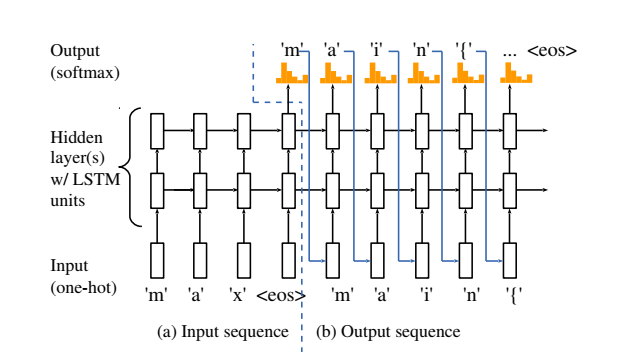 Output
(softmax)
'm' 'a' 'i' 'n' '{' ... <eos>
Hidden
layer(s)
w/ LSTM
units
Input
(one-hot)
'm' 'a' 'x' <eos> 'm' 'a' 'i' 'n' '{'
(a) Input sequence
(b) Output sequence